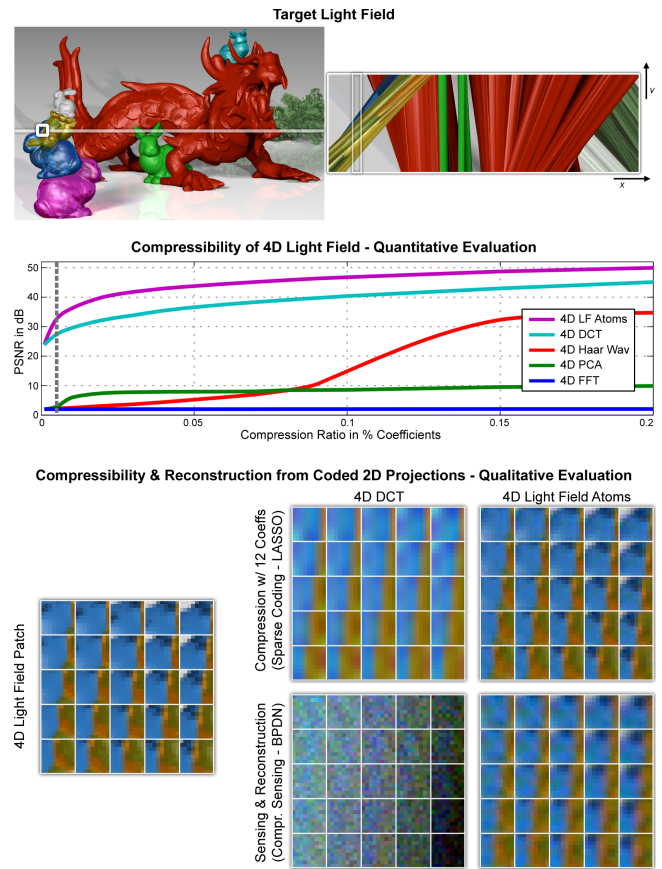 Target Light Field
v
x
Compressibility of 4D Light Field - Quantitative Evaluation
PSNR in dB
50
40
30
20
10
0
4D LF Atoms
4D DCT
4D Haar Wav
4D PCA
4D FFT
0
0.05
0.1
0.15
0.2
Compression Ratio in % Coefficients
Compressibility & Reconstruction from Coded 2D Projections - Qualitative Evaluation
4D DCT
4D Light Field Atoms
Compression w/ 12 Coeffs
(Sparse Coding - LASSO)
4D Light Field Patch
Sensing & Reconstruction
(Compr. Sensing - BPDN)